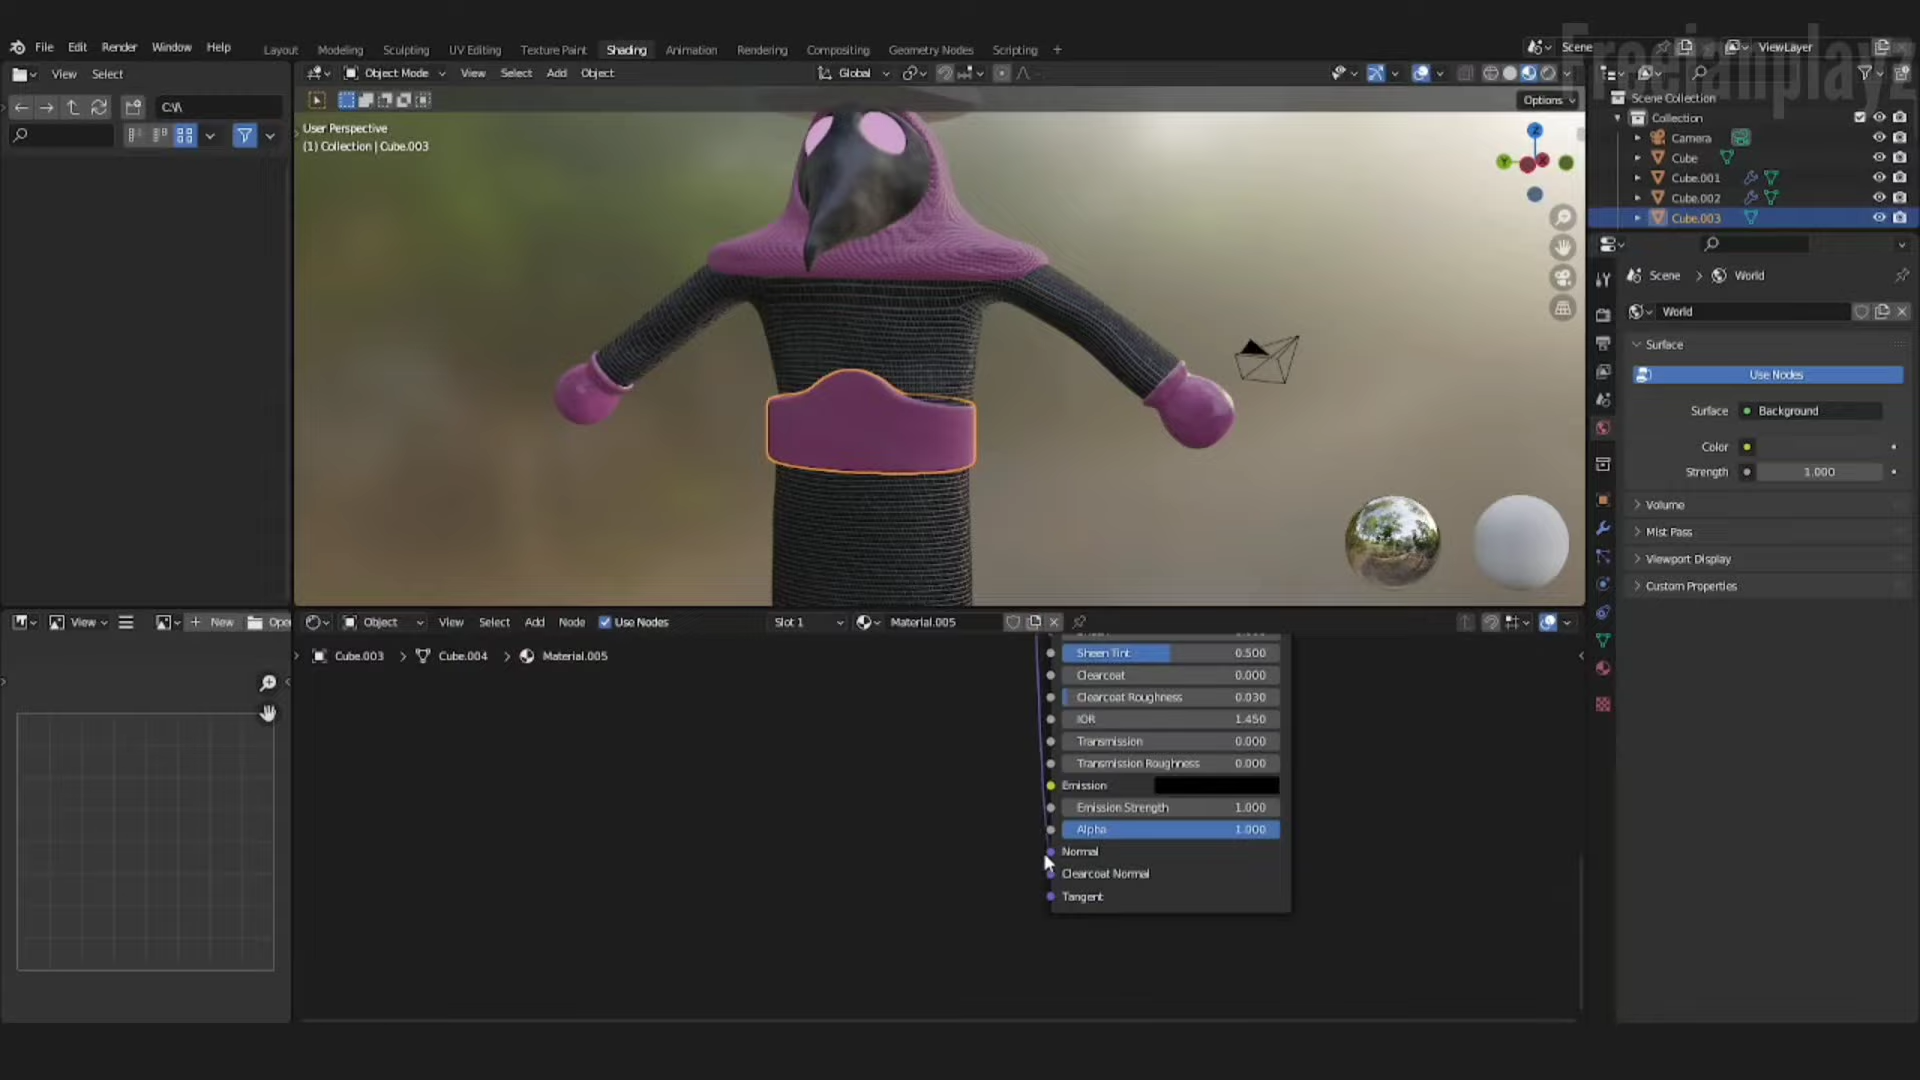 File Edit Render Window Help
Layout Modeling Sculpting UV Editing Texture Paint Shading Animation Rendering Compositing Geometry Nodes Scripting +
Scene
ViewLayer
Freejanplayz
View Select
Object Mode View Select Add Object
Global
C:\A
Options
User Perspective
(1) Collection | Cube.003
Z
Y
X
Scene Collection
Collection
Camera
Cube
Cube.001
Cube.002
Cube.003
Scene > World
World
Surface
Use Nodes
Surface Background
Color
Strength 1.000
Volume
Mist Pass
Viewport Display
Custom Properties
View
+ New
Object View Select Add Node Use Nodes
Slot 1
Material.005
Cube.003 > Cube.004 > Material.005
Sheen Tint 0.500
Clearcoat 0.000
Clearcoat Roughness 0.030
IOR 1.450
Transmission 0.000
Transmission Roughness 0.000
Emission
Emission Strength 1.000
Alpha 1.000
Normal
Clearcoat Normal
Tangent